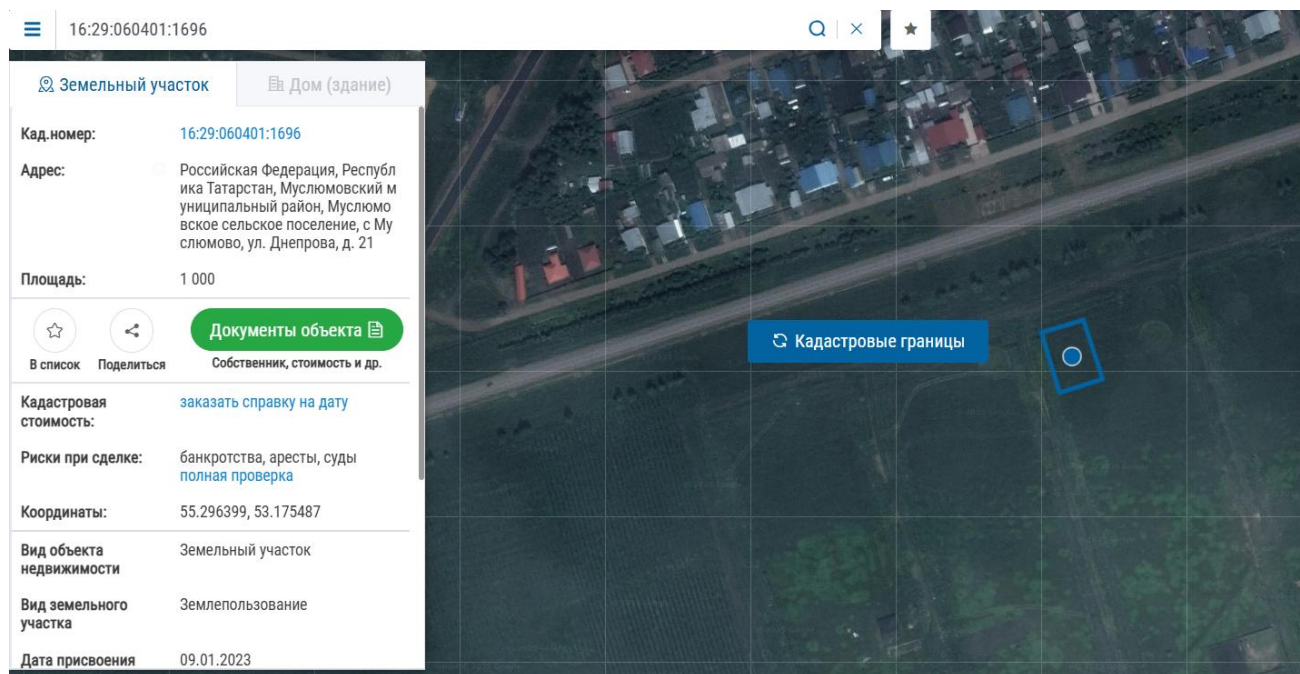 16:29:060401:1696
Земельный участок
Дом (здание)
Кад.номер: 16:29:060401:1696
Адрес: Российская Федерация, Республ
ика Татарстан, Муслюмовский м
униципальный район, Муслюмо
вское сельское поселение, с Му
слюмово, ул. Днепрова, д. 21
Площадь: 1 000
Документы объекта
В список Поделиться Собственник, стоимость и др.
Кадастровая стоимость: заказать справку на дату
Риски при сделке: банкротства, аресты, суды
полная проверка
Координаты: 55.296399, 53.175487
Вид объекта недвижимости Земельный участок
Вид земельного участка Землепользование
Дата присвоения 09.01.2023
Кадастровые границы